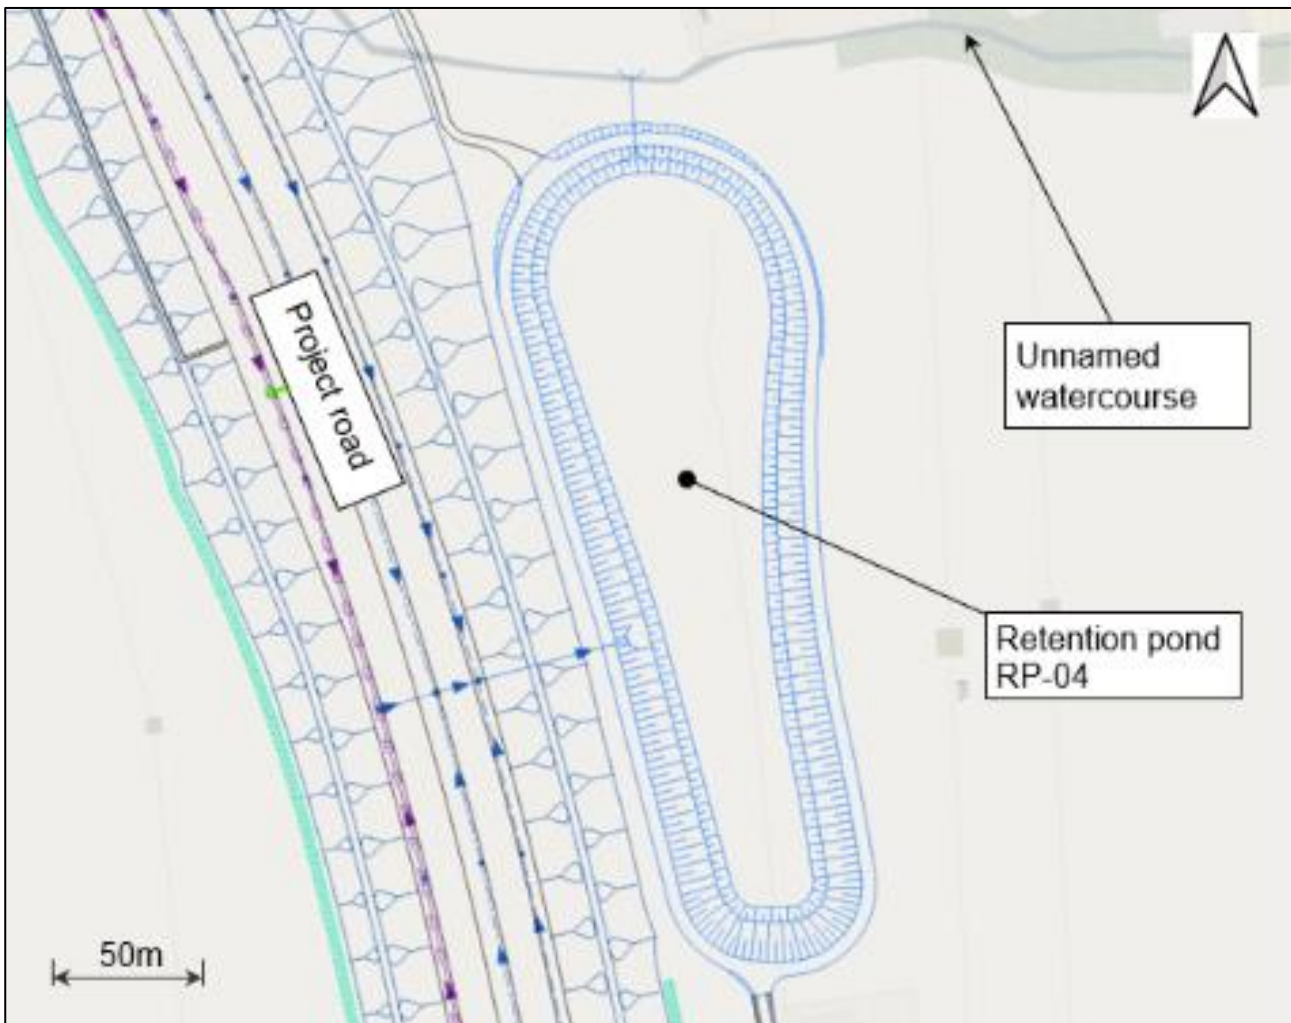 Project road
Unnamed
watercourse
Retention pond
RP-04
50m